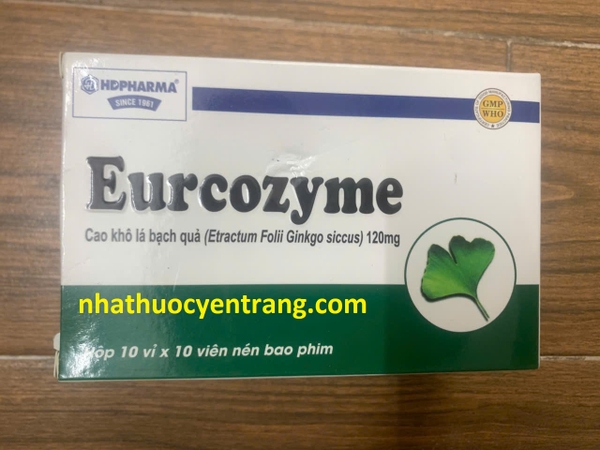 HDPHARMA®
SINCE 1961
GMP
WHO
Eurcozyme
Cao khô lá bạch quả (Etractum Folii Ginkgo siccus) 120mg
nhathuocyentrang.com
Hộp 10 vỉ x 10 viên nén bao phim